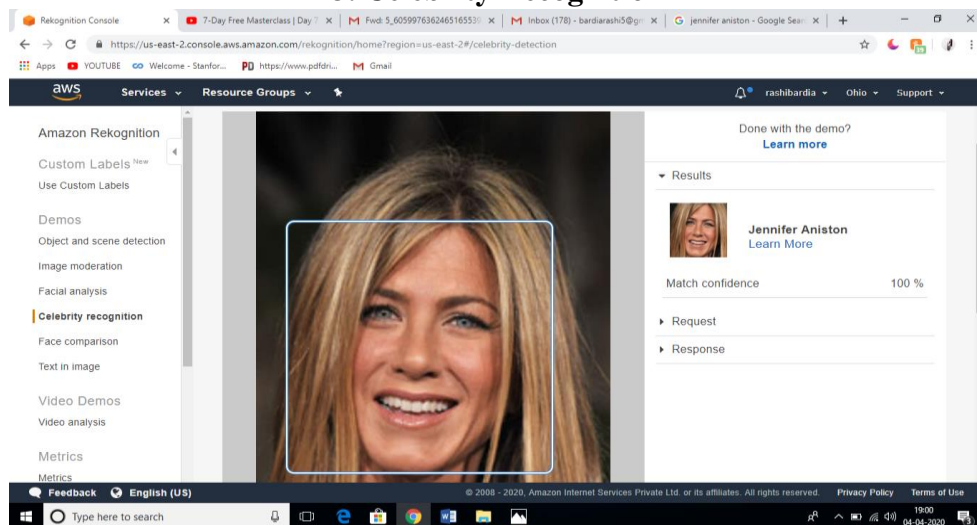 Rekognition Console
7-Day Free Masterclass | Day 7
Fwd: 5_6059976362465165539
Inbox (178) - bardiarashi5@gm
jennifer aniston - Google Sear
https://us-east-2.console.aws.amazon.com/rekognition/home?region=us-east-2#/celebrity-detection
Apps YOUTUBE Welcome - Stanfor... https://www.pdfdri... Gmail
aws Services Resource Groups rashibardia Ohio Support
Amazon Rekognition
Custom Labels New
Use Custom Labels
Demos
Object and scene detection
Image moderation
Facial analysis
Celebrity recognition
Face comparison
Text in image
Video Demos
Video analysis
Metrics
Metrics
Done with the demo?
Learn more
Results
Jennifer Aniston
Learn More
Match confidence 100 %
Request
Response
Feedback English (US) © 2008 - 2020, Amazon Internet Services Private Ltd. or its affiliates. All rights reserved. Privacy Policy Terms of Use
Type here to search
19:00
04-04-2020